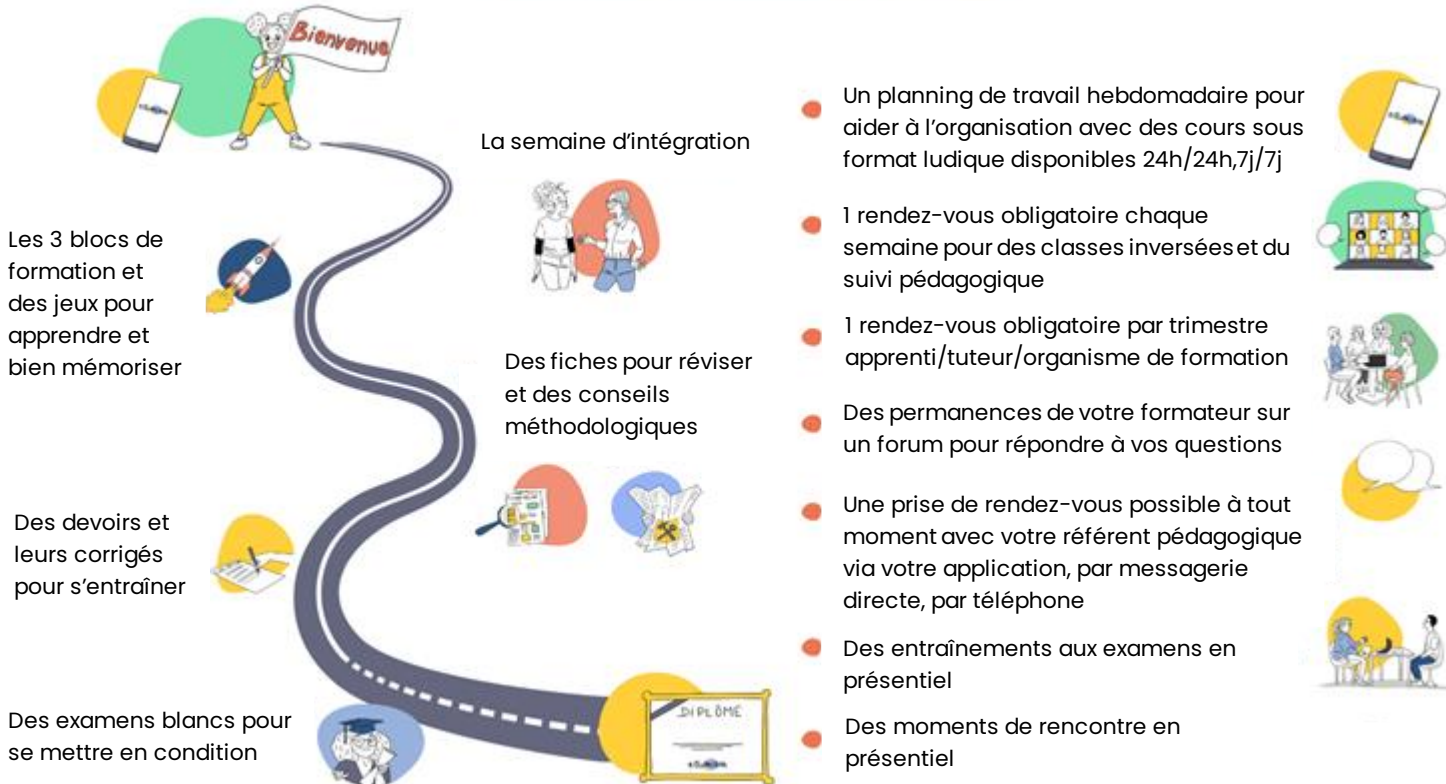 Bienvenue
La semaine d'intégration
Les 3 blocs de
formation et
des jeux pour
apprendre et
bien mémoriser
Des fiches pour réviser
et des conseils
méthodologiques
Des devoirs et
leurs corrigés
pour s'entraîner
Des examens blancs pour
se mettre en condition
DIPLÔME
Un planning de travail hebdomadaire pour
aider à l'organisation avec des cours sous
format ludique disponibles 24h/24h,7j/7j
1 rendez-vous obligatoire chaque
semaine pour des classes inversées et du
suivi pédagogique
1 rendez-vous obligatoire par trimestre
apprenti/tuteur/organisme de formation
Des permanences de votre formateur sur
un forum pour répondre à vos questions
Une prise de rendez-vous possible à tout
moment avec votre référent pédagogique
via votre application, par messagerie
directe, par téléphone
Des entraînements aux examens en
présentiel
Des moments de rencontre en
présentiel